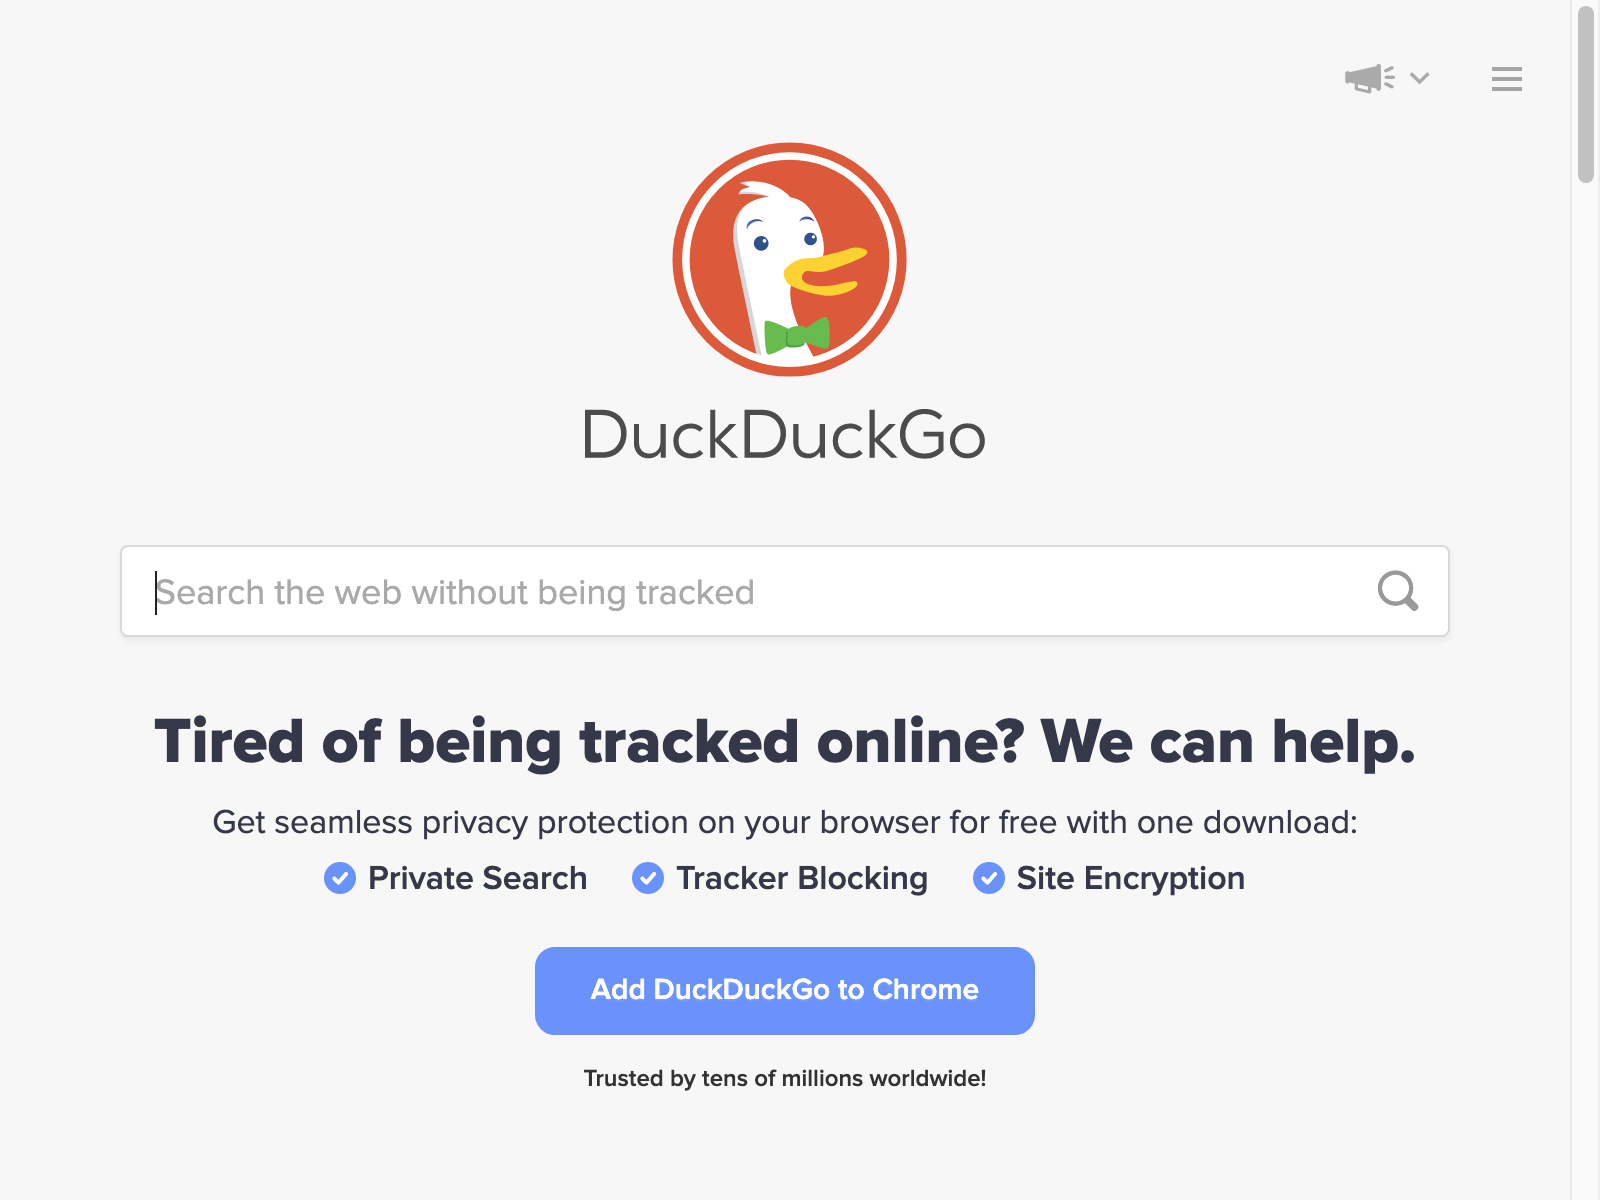 DuckDuckGo
Search the web without being tracked
Tired of being tracked online? We can help.
Get seamless privacy protection on your browser for free with one download:
Private Search Tracker Blocking Site Encryption
Add DuckDuckGo to Chrome
Trusted by tens of millions worldwide!